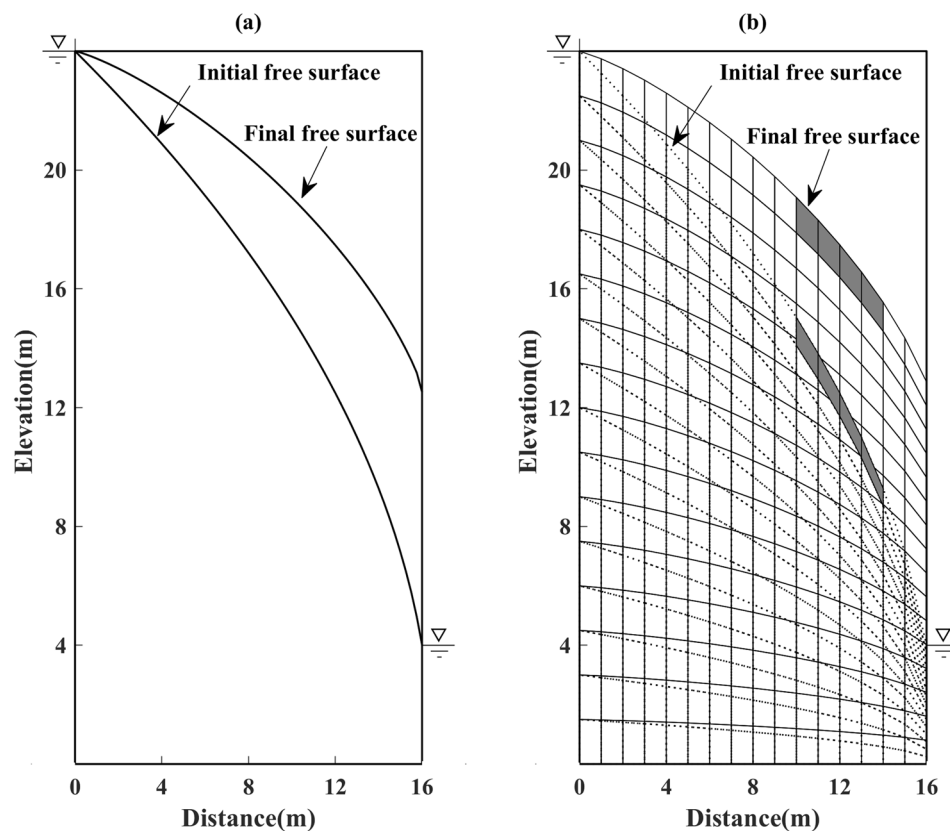 (a)
Initial free surface
Final free surface
20
16
12
8
4
0
4
8
12
16
Elevation(m)
Distance(m)
(b)
Initial free surface
Final free surface
20
16
12
8
4
0
4
8
12
16
Elevation(m)
Distance(m)